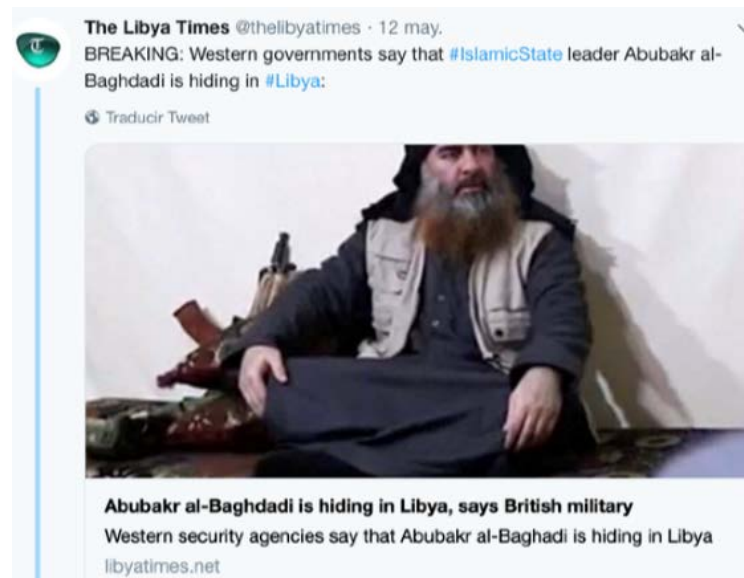 The Libya Times @thelibyatimes · 12 may.
BREAKING: Western governments say that #IslamicState leader Abubakr al-
Baghdadi is hiding in #Libya:
Traducir Tweet
Abubakr al-Baghdadi is hiding in Libya, says British military
Western security agencies say that Abubakr al-Baghadi is hiding in Libya
libyatimes.net